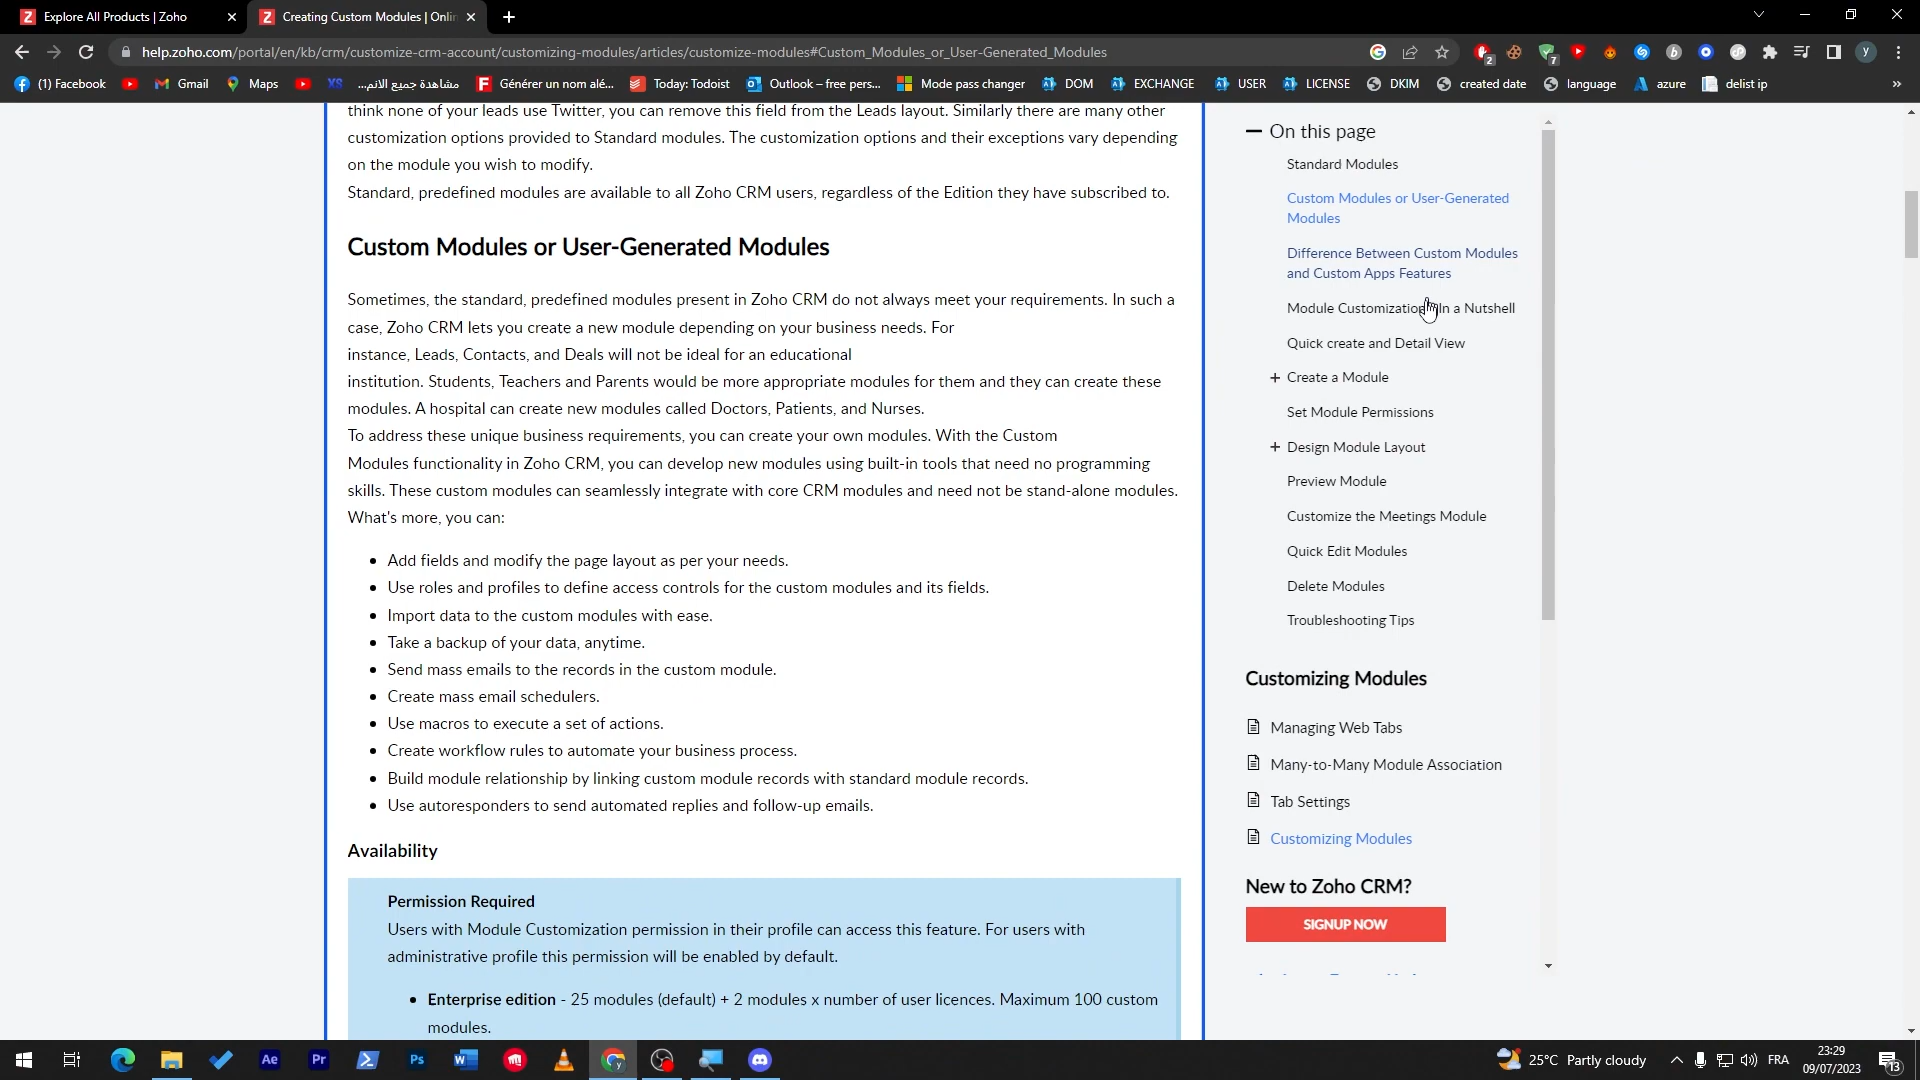 Explore All Products | Zoho
Creating Custom Modules | Onlin
help.zoho.com/portal/en/kb/crm/customize-crm-account/customizing-modules/articles/customize-modules#Custom_Modules_or_User-Generated_Modules
2
7
y
(1) Facebook
Gmail
Maps
XS
مشاهدة جميع الانم...
Générer un nom alé...
Today: Todoist
Outlook – free pers...
Mode pass changer
DOM
EXCHANGE
USER
LICENSE
DKIM
created date
language
azure
delist ip
»
think none of your leads use Twitter, you can remove this field from the Leads layout. Similarly there are many other
customization options provided to Standard modules. The customization options and their exceptions vary depending
on the module you wish to modify.
Standard, predefined modules are available to all Zoho CRM users, regardless of the Edition they have subscribed to.
Custom Modules or User-Generated Modules
Sometimes, the standard, predefined modules present in Zoho CRM do not always meet your requirements. In such a
case, Zoho CRM lets you create a new module depending on your business needs. For
instance, Leads, Contacts, and Deals will not be ideal for an educational
institution. Students, Teachers and Parents would be more appropriate modules for them and they can create these
modules. A hospital can create new modules called Doctors, Patients, and Nurses.
To address these unique business requirements, you can create your own modules. With the Custom
Modules functionality in Zoho CRM, you can develop new modules using built-in tools that need no programming
skills. These custom modules can seamlessly integrate with core CRM modules and need not be stand-alone modules.
What's more, you can:
• Add fields and modify the page layout as per your needs.
• Use roles and profiles to define access controls for the custom modules and its fields.
• Import data to the custom modules with ease.
• Take a backup of your data, anytime.
• Send mass emails to the records in the custom module.
• Create mass email schedulers.
• Use macros to execute a set of actions.
• Create workflow rules to automate your business process.
• Build module relationship by linking custom module records with standard module records.
• Use autoresponders to send automated replies and follow-up emails.
Availability
Permission Required
Users with Module Customization permission in their profile can access this feature. For users with
administrative profile this permission will be enabled by default.
• Enterprise edition - 25 modules (default) + 2 modules x number of user licences. Maximum 100 custom
modules.
On this page
Standard Modules
Custom Modules or User-Generated
Modules
Difference Between Custom Modules
and Custom Apps Features
Module Customization In a Nutshell
Quick create and Detail View
+ Create a Module
Set Module Permissions
+ Design Module Layout
Preview Module
Customize the Meetings Module
Quick Edit Modules
Delete Modules
Troubleshooting Tips
Customizing Modules
Managing Web Tabs
Many-to-Many Module Association
Tab Settings
Customizing Modules
New to Zoho CRM?
SIGNUP NOW
Ae
Pr
Ps
25°C Partly cloudy
FRA
23:29
09/07/2023
13